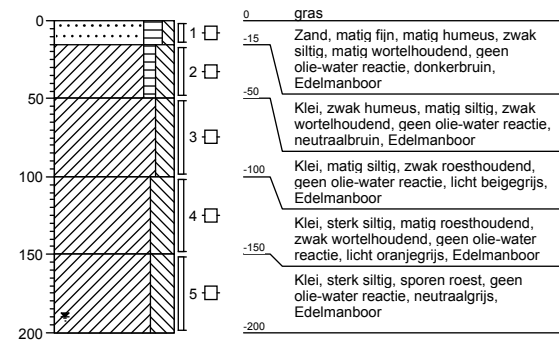 0
50
100
150
200
1
2
3
4
5
0
gras
-15
Zand, matig fijn, matig humeus, zwak
siltig, matig wortelhoudend, geen
olie-water reactie, donkerbruin,
Edelmanboor
-50
Klei, zwak humeus, matig siltig, zwak
wortelhoudend, geen olie-water reactie,
neutraalbruin, Edelmanboor
-100
Klei, matig siltig, zwak roesthoudend,
geen olie-water reactie, licht beigegrijs,
Edelmanboor
-150
Klei, sterk siltig, matig roesthoudend,
zwak wortelhoudend, geen olie-water
reactie, licht oranjegrijs, Edelmanboor
Klei, sterk siltig, sporen roest, geen
olie-water reactie, neutraalgrijs,
Edelmanboor
-200